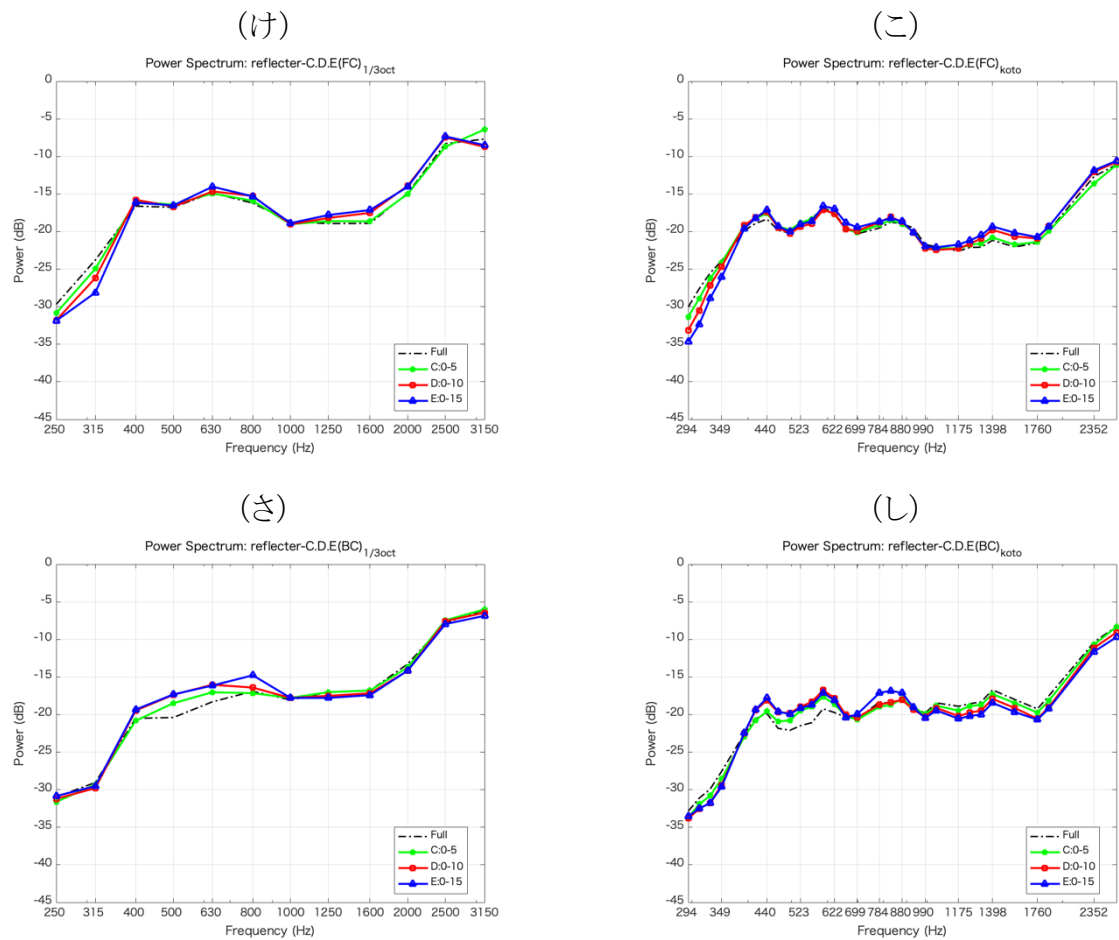 (け)
Power Spectrum: reflecter-C.D.E(FC)1/3oct
0
-5
-10
-15
-20
-25
-30
-35
-40
-45
Power (dB)
Full
C:0-5
D:0-10
E:0-15
250 315 400 500 630 800 1000 1250 1600 2000 2500 3150
Frequency (Hz)
(こ)
Power Spectrum: reflecter-C.D.E(FC)koto
0
-5
-10
-15
-20
-25
-30
-35
-40
-45
Power (dB)
Full
C:0-5
D:0-10
E:0-15
294 349 440 523 622 699 784 880 990 1175 1398 1760 2352
Frequency (Hz)
(さ)
Power Spectrum: reflecter-C.D.E(BC)1/3oct
0
-5
-10
-15
-20
-25
-30
-35
-40
-45
Power (dB)
Full
C:0-5
D:0-10
E:0-15
250 315 400 500 630 800 1000 1250 1600 2000 2500 3150
Frequency (Hz)
(し)
Power Spectrum: reflecter-C.D.E(BC)koto
0
-5
-10
-15
-20
-25
-30
-35
-40
-45
Power (dB)
Full
C:0-5
D:0-10
E:0-15
294 349 440 523 622 699 784 880 990 1175 1398 1760 2352
Frequency (Hz)